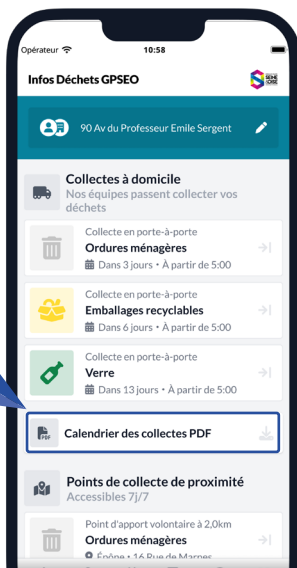 Opérateur
10:58
Infos Déchets GPSEO
90 Av du Professeur Emile Sergent
Collectes à domicile
Nos équipes passent collecter vos
déchets
Collecte en porte-à-porte
Ordures ménagères
Dans 3 jours • À partir de 5:00
Collecte en porte-à-porte
Emballages recyclables
Dans 6 jours • À partir de 5:00
Collecte en porte-à-porte
Verre
Dans 13 jours • À partir de 5:00
PDF
Calendrier des collectes PDF
Points de collecte de proximité
Accessibles 7j/7
Point d'apport volontaire à 2,0km
Ordures ménagères
Épône • 16 Rue de Marnes